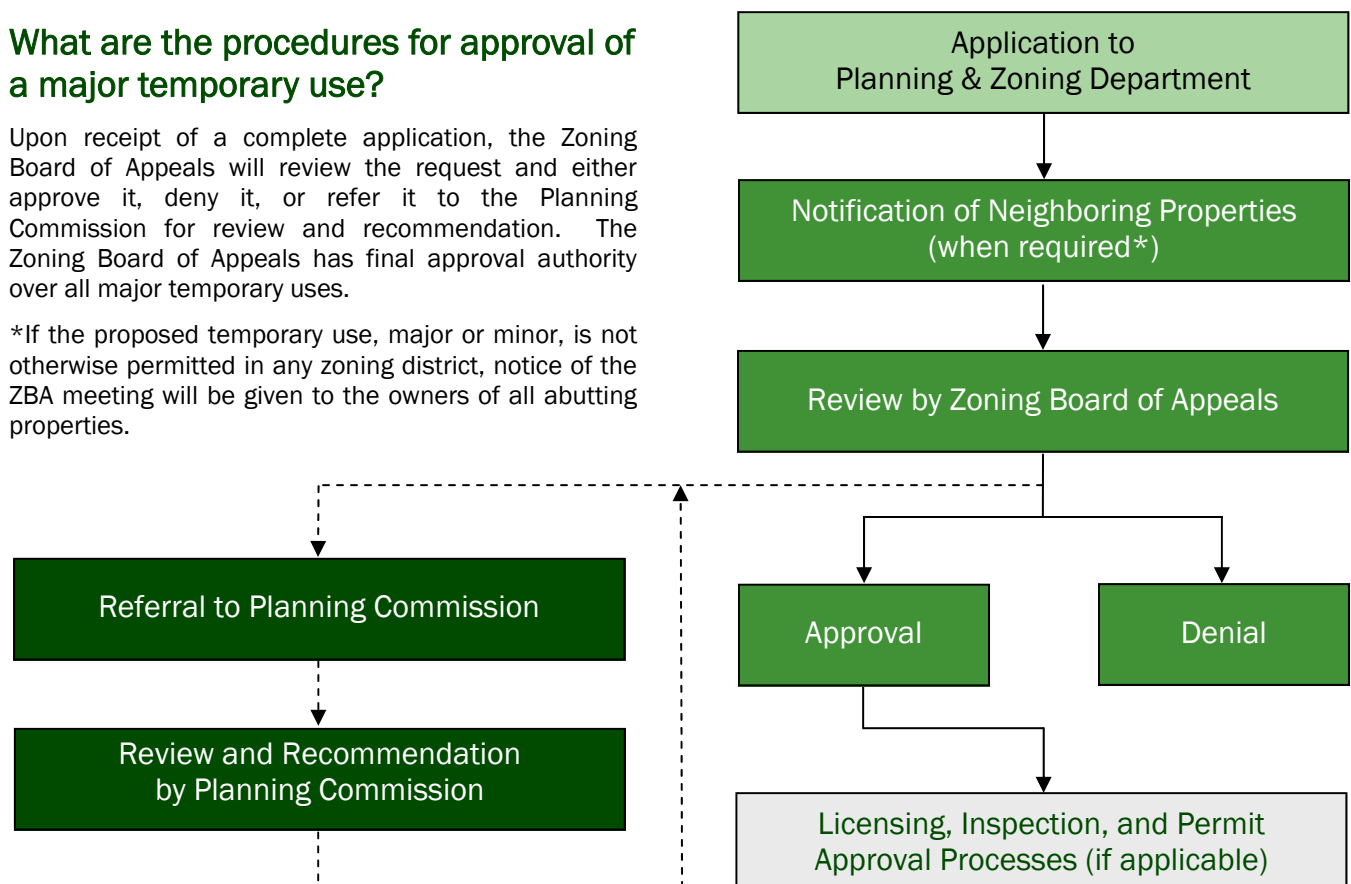 What are the procedures for approval of
a major temporary use?
Upon receipt of a complete application, the Zoning
Board of Appeals will review the request and either
approve it, deny it, or refer it to the Planning
Commission for review and recommendation. The
Zoning Board of Appeals has final approval authority
over all major temporary uses.
*If the proposed temporary use, major or minor, is not
otherwise permitted in any zoning district, notice of the
ZBA meeting will be given to the owners of all abutting
properties.
Application to
Planning & Zoning Department
Notification of Neighboring Properties
(when required*)
Review by Zoning Board of Appeals
Referral to Planning Commission
Approval
Denial
Review and Recommendation
by Planning Commission
Licensing, Inspection, and Permit
Approval Processes (if applicable)